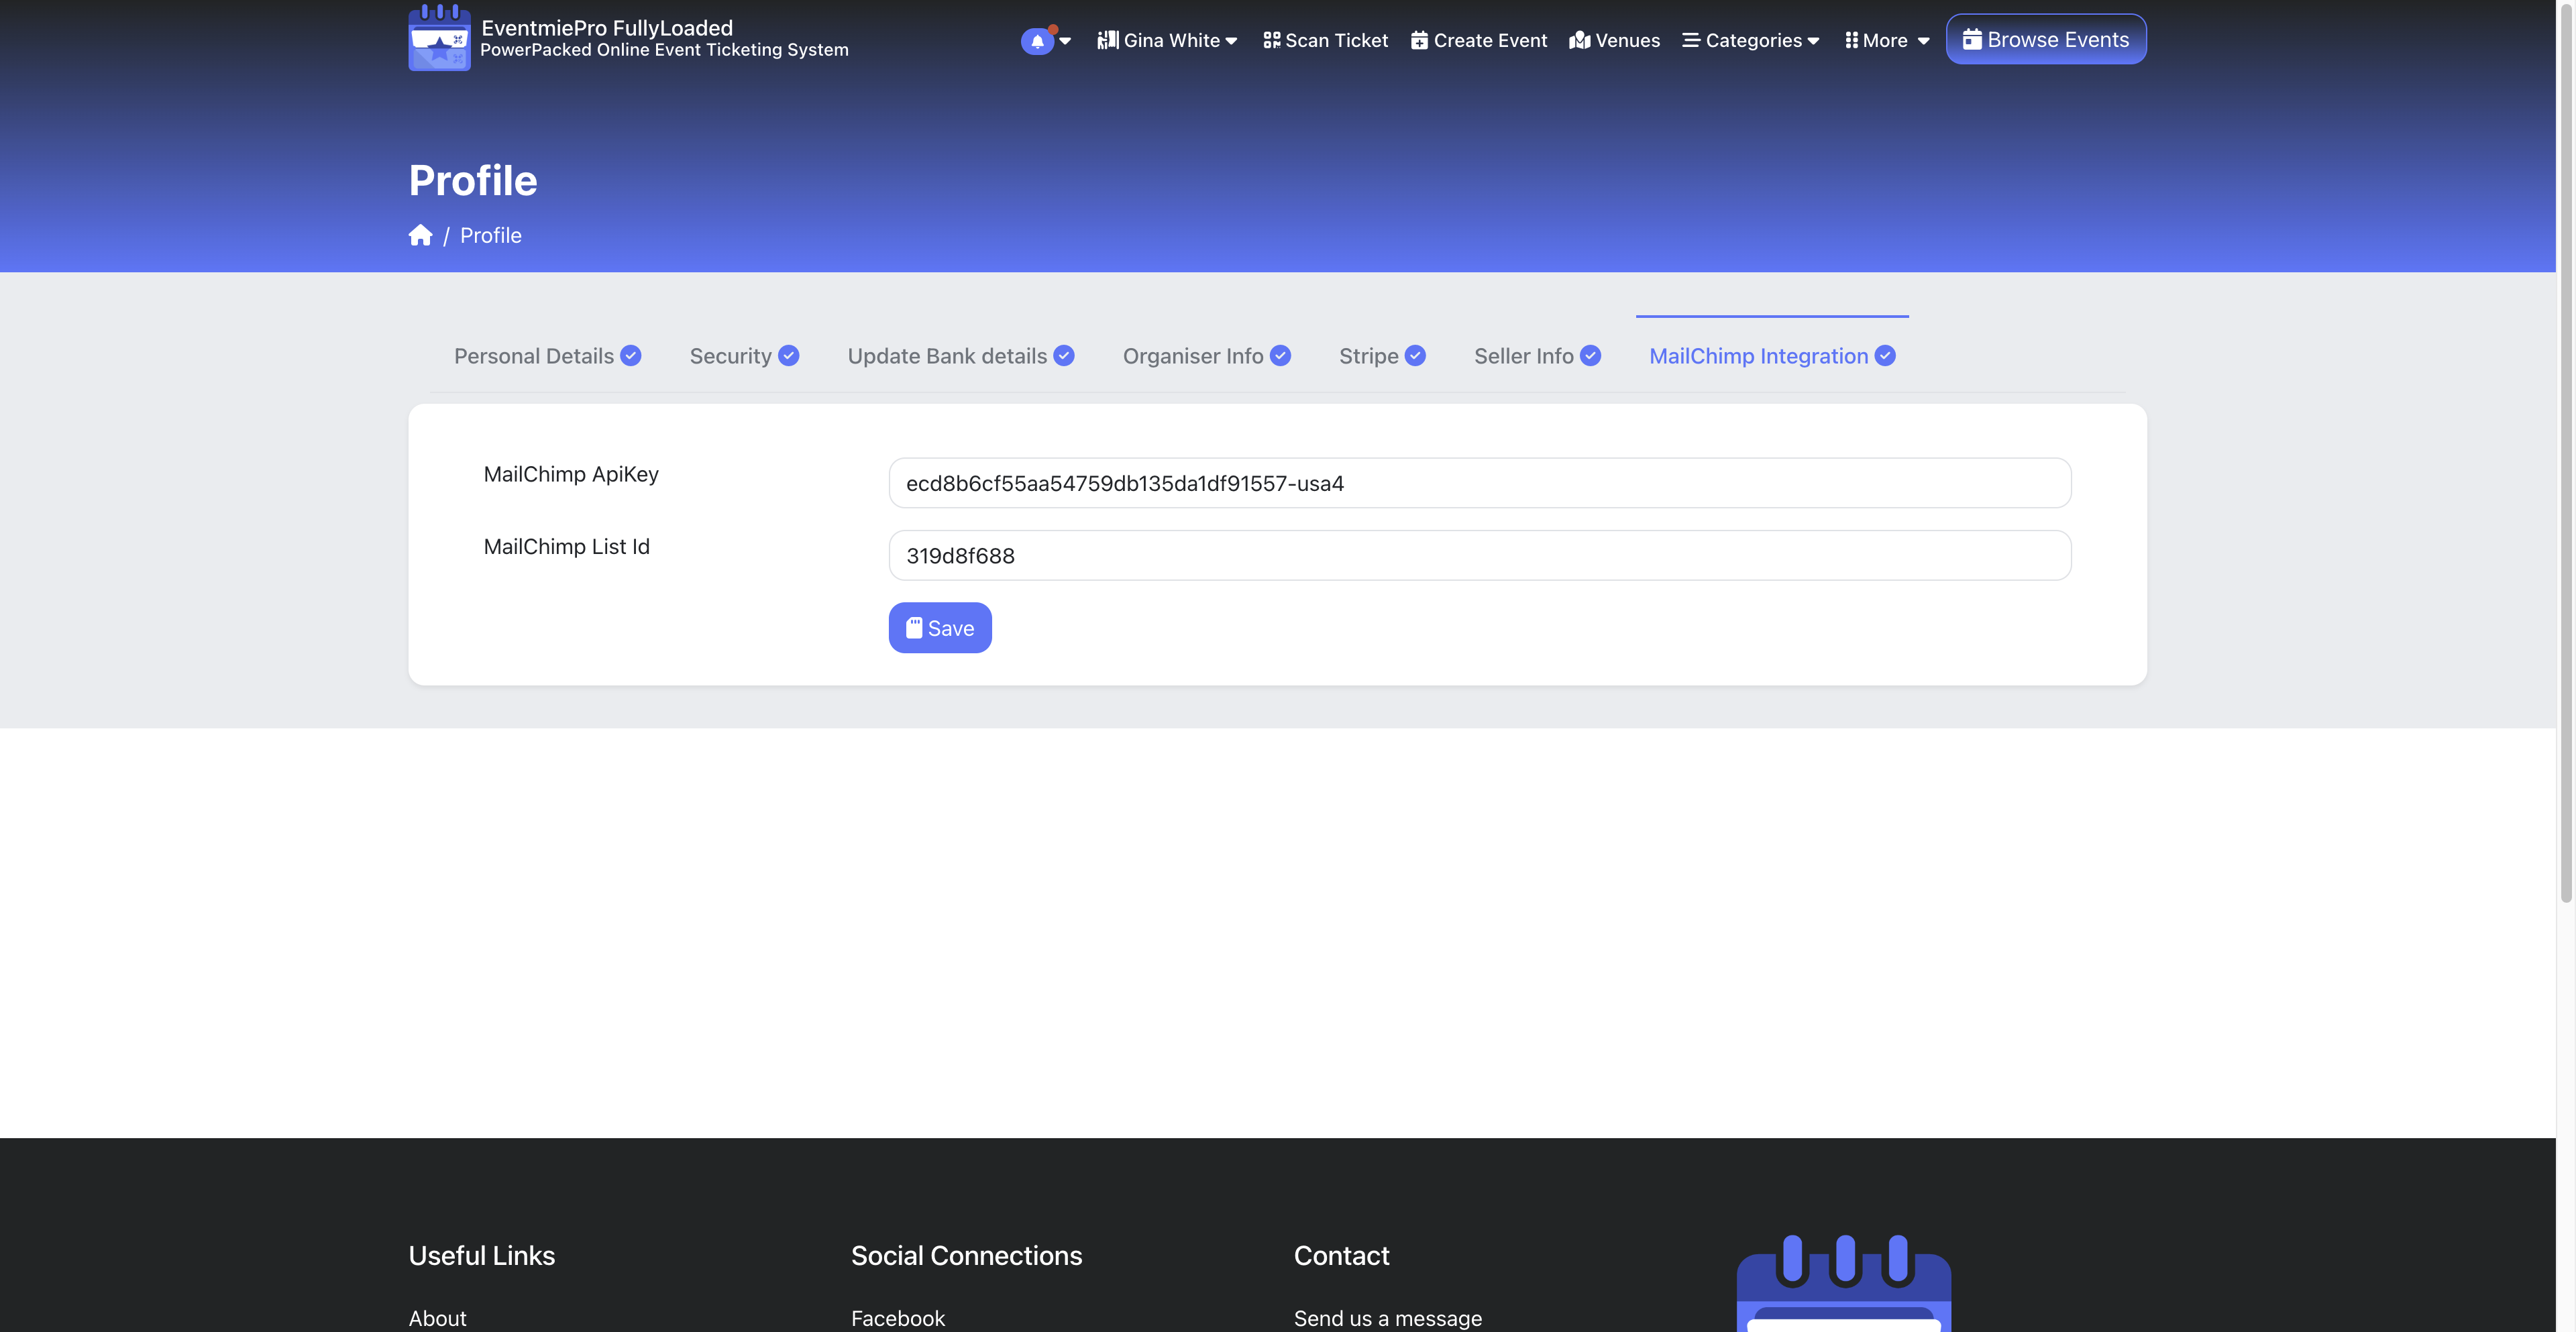 EventmiePro FullyLoaded
PowerPacked Online Event Ticketing System
Gina White
Scan Ticket
Create Event
Venues
Categories
More
Browse Events
Profile
/ Profile
Personal Details
Security
Update Bank details
Organiser Info
Stripe
Seller Info
MailChimp Integration
MailChimp ApiKey
ecd8b6cf55aa54759db135da1df91557-usa4
MailChimp List Id
319d8f688
Save
Useful Links
Social Connections
Contact
About
Facebook
Send us a message